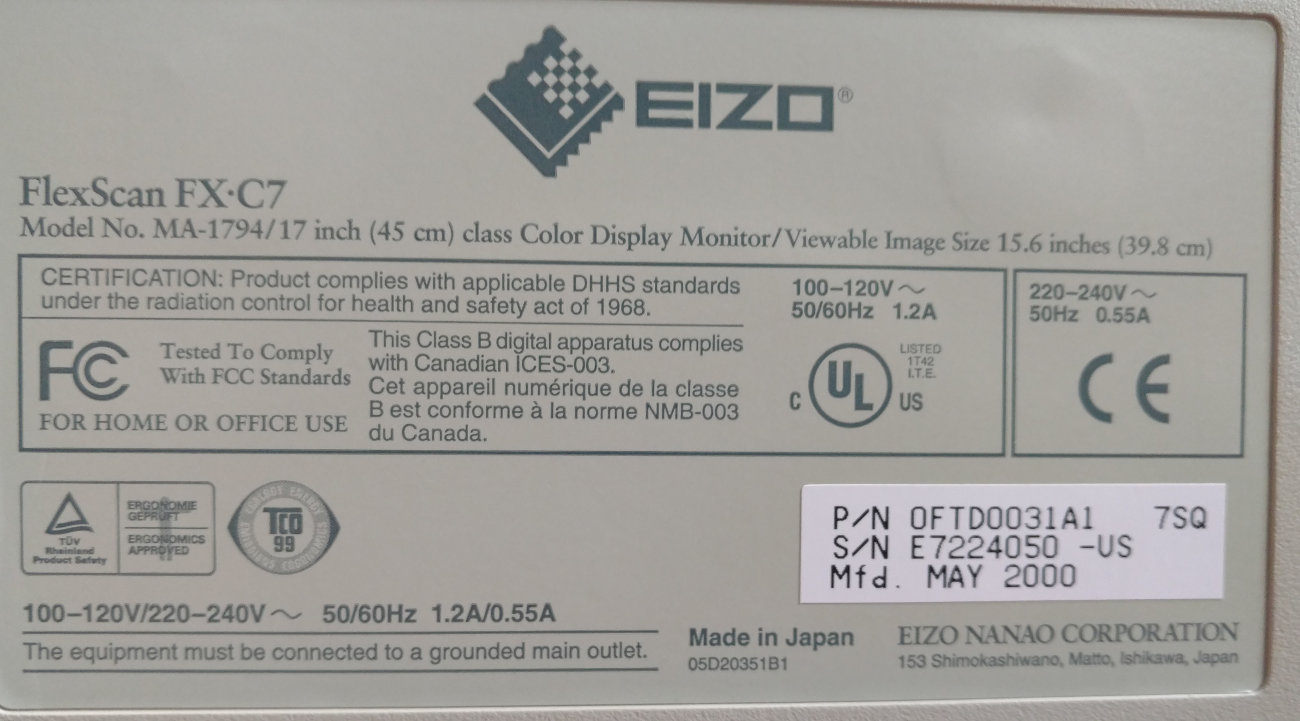 EIZO®
FlexScan FX·C7
Model No. MA-1794/17 inch (45 cm) class Color Display Monitor/Viewable Image Size 15.6 inches (39.8 cm)
CERTIFICATION: Product complies with applicable DHHS standards
under the radiation control for health and safety act of 1968.
FC
Tested To Comply
With FCC Standards
FOR HOME OR OFFICE USE
This Class B digital apparatus complies
with Canadian ICES-003.
Cet appareil numérique de la classe
B est conforme à la norme NMB-003
du Canada.
100–120V～
50/60Hz 1.2A
C UL US
LISTED
1T42
I.T.E.
220–240V～
50Hz 0.55A
CE
TÜV
Rheinland
Product Safety
ERGONOMIE
GEPRÜFT
ERGONOMICS
APPROVED
TCO
99
P/N 0FTD0031A1 7SQ
S/N E7224050 -US
Mfd. MAY 2000
100–120V/220–240V～ 50/60Hz 1.2A/0.55A
The equipment must be connected to a grounded main outlet.
Made in Japan
05D20351B1
EIZO NANAO CORPORATION
153 Shimokashiwano, Matto, Ishikawa, Japan